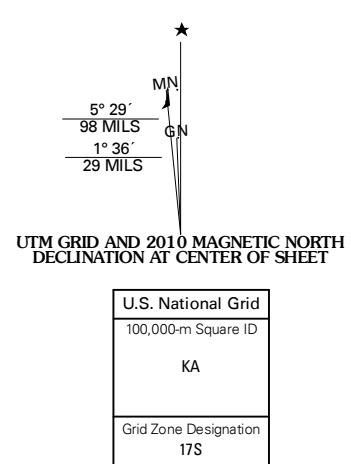 MN
5° 29´
98 MILS
GN
1° 36´
29 MILS
UTM GRID AND 2010 MAGNETIC NORTH
DECLINATION AT CENTER OF SHEET
U.S. National Grid
100,000-m Square ID
KA
Grid Zone Designation
17S